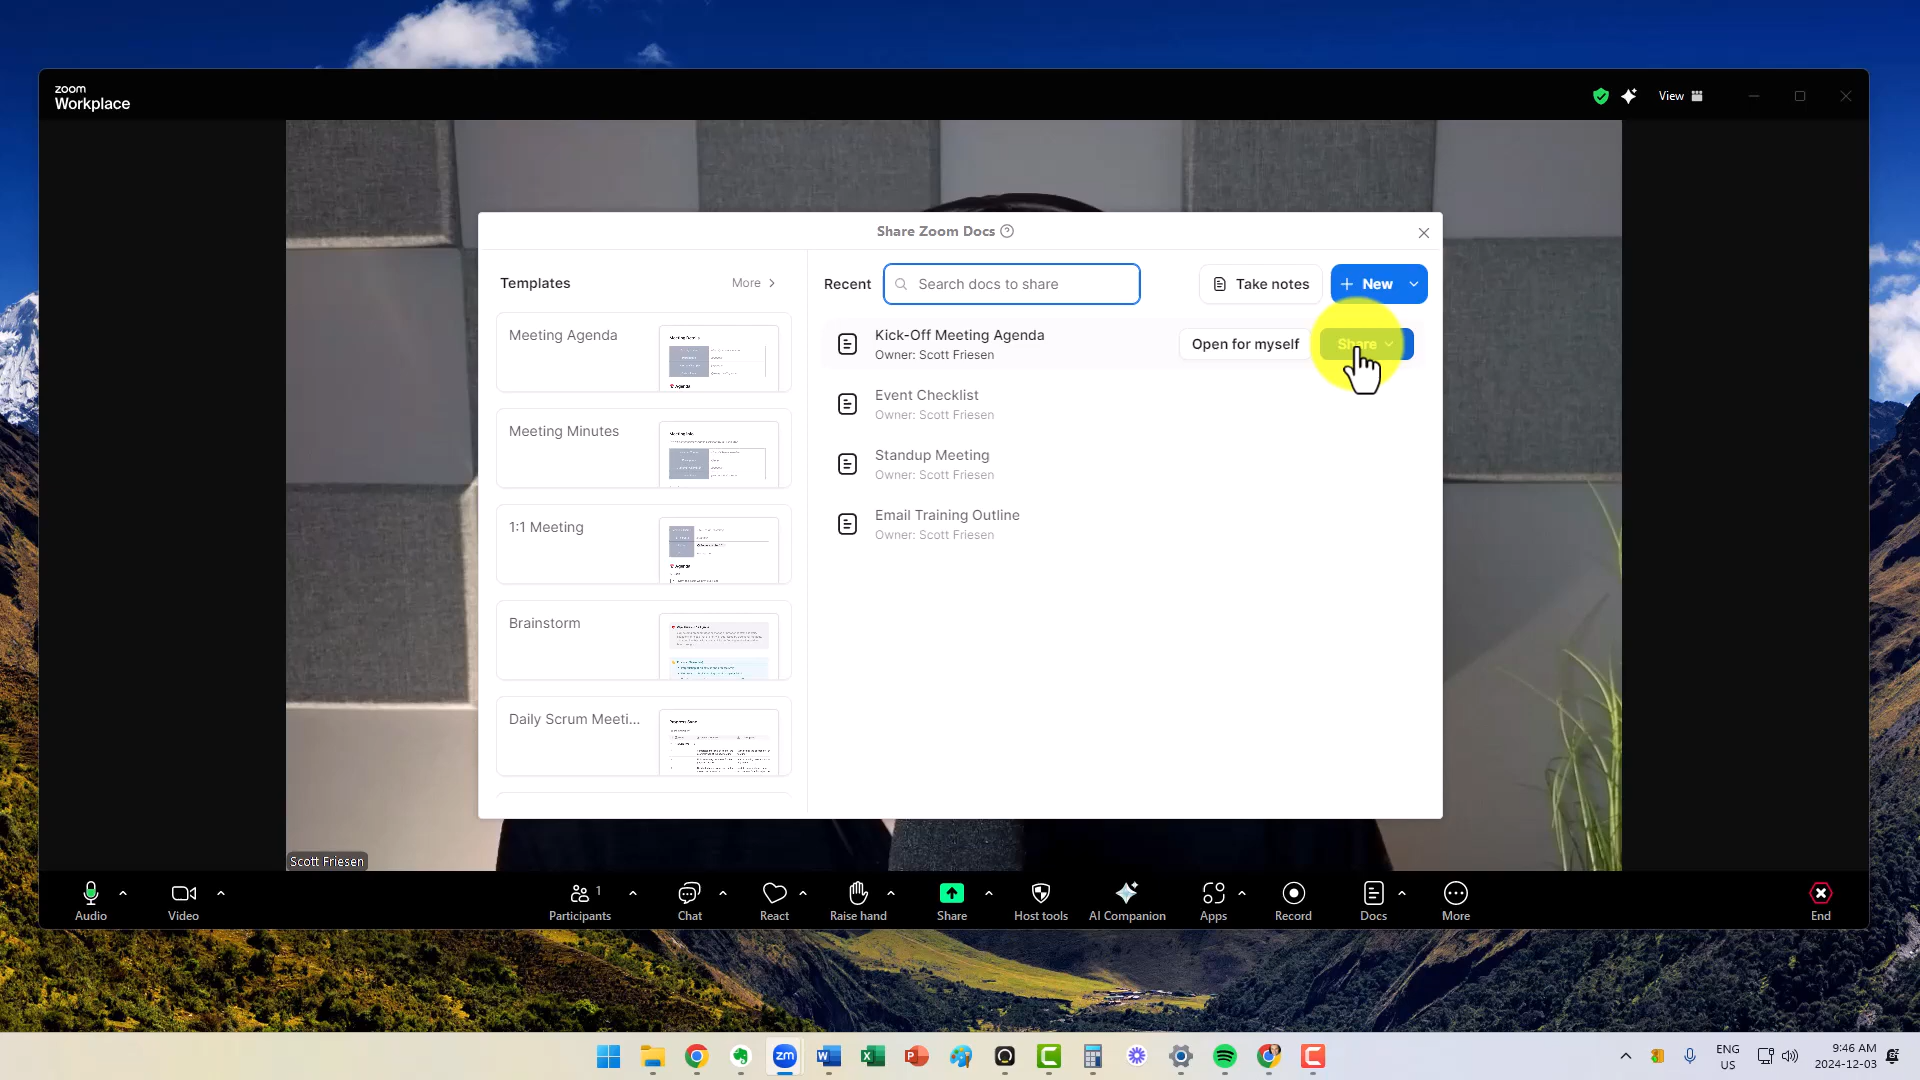 zoom
Workplace
View
Share Zoom Docs
Templates
More
Meeting Agenda
Meeting Minutes
1:1 Meeting
Brainstorm
Daily Scrum Meeti...
Recent
Search docs to share
Take notes
+ New
Kick-Off Meeting Agenda
Owner: Scott Friesen
Open for myself
Share
Event Checklist
Owner: Scott Friesen
Standup Meeting
Owner: Scott Friesen
Email Training Outline
Owner: Scott Friesen
Scott Friesen
Audio
Video
1
Participants
Chat
React
Raise hand
Share
Host tools
AI Companion
Apps
Record
Docs
More
End
zm
ENG
US
9:46 AM
2024-12-03